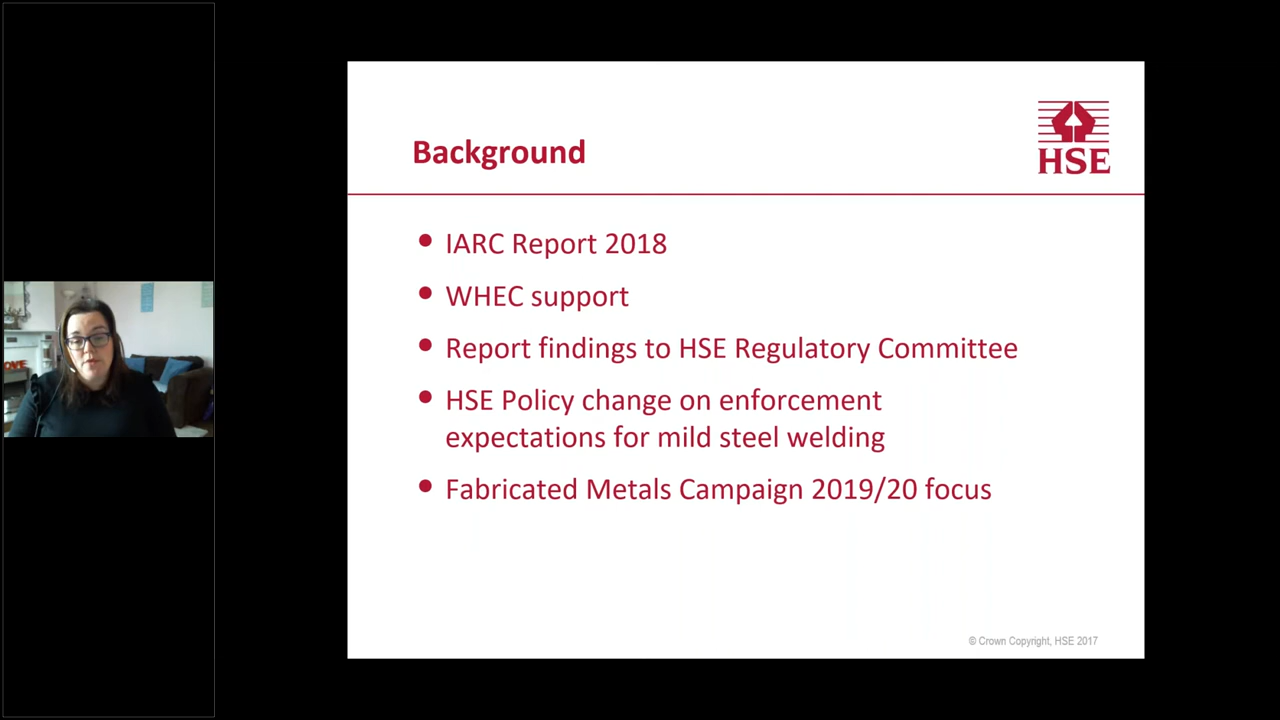 Background
HSE
IARC Report 2018
WHEC support
Report findings to HSE Regulatory Committee
HSE Policy change on enforcement
expectations for mild steel welding
Fabricated Metals Campaign 2019/20 focus
© Crown Copyright, HSE 2017